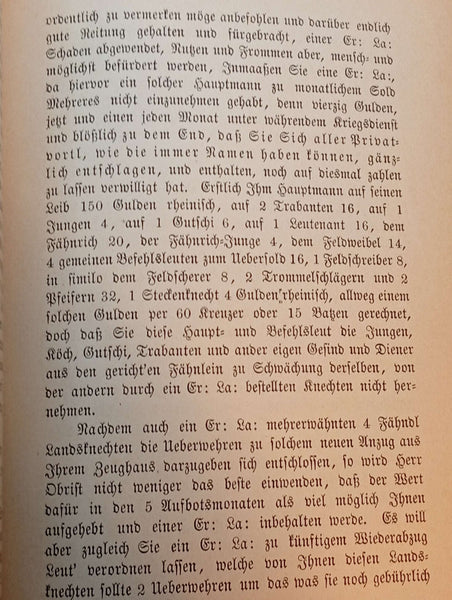 ordentlich zu vermerken möge anbefohlen und darüber endlich
gute Reitung gehalten und fürgebracht, einer Er: La:
Schaden abgewendet, Nutzen und Frommen aber, mensch= und
möglichst befürdert werden, Inmaaßen Sie eine Er: La:,
da hiervor ein solcher Hauptmann zu monatlichem Sold
Mehreres nicht einzunehmen gehabt, denn vierzig Gulden,
jetzt und einen jeden Monat unter währendem Kriegsdienst
und blößlich zu dem End, daß Sie Sich aller Privat=
vortl, wie die immer Namen haben können, gänz=
lich entschlagen, und enthalten, noch auf diesmal zahlen
zu lassen verwilligt hat. Erstlich Ihm Hauptmann auf seinen
Leib 150 Gulden rheinisch, auf 2 Trabanten 16, auf 1
Jungen 4, auf 1 Gutschi 6, auf 1 Leutenant 16, dem
Fähnrich 20, der Fähnrich=Junge 4, dem Feldweibel 14,
4 gemeinen Befehlsleuten zum Uebersold 16, 1 Feldschreiber 8,
in simili dem Feldscherer 8, 2 Trommelschlägern und 2
Pfeifern 32, 1 Steckenknecht 4 Gulden rheinisch, allweg einem
solchen Gulden per 60 Kreuzer oder 15 Batzen gerechnet,
doch daß Sie diese Haupt= und Befehlsleut die Jungen,
Köch, Gutschi, Trabanten und ander eigen Gesind und Diener
aus den gericht'en Fähnlein zu Schwächung derselben, von
der andern durch ein Er: La: bestellten Knechten nicht her=
nehmen.
Nachdem auch ein Er: La: mehrerwähnten 4 Fähndl
Landsknechten die Ueberwehren zu solchem neuen Anzug aus
Ihrem Zeughaus darzugeben sich entschlossen, so wird Herr
Obrist nicht weniger das beste einwenden, daß der Wert
dafür in den 5 Aufbotsmonaten als viel möglich Ihnen
aufgehebt und einer Er: La: inbehalten werde. Es will
aber zugleich Sie ein Er: La: zu künftigem Wiederabzug
Leut' verordnen lassen, welche von Ihnen diesen Lands=
knechten sollte 2 Ueberwehren um das was sie noch gebührlich